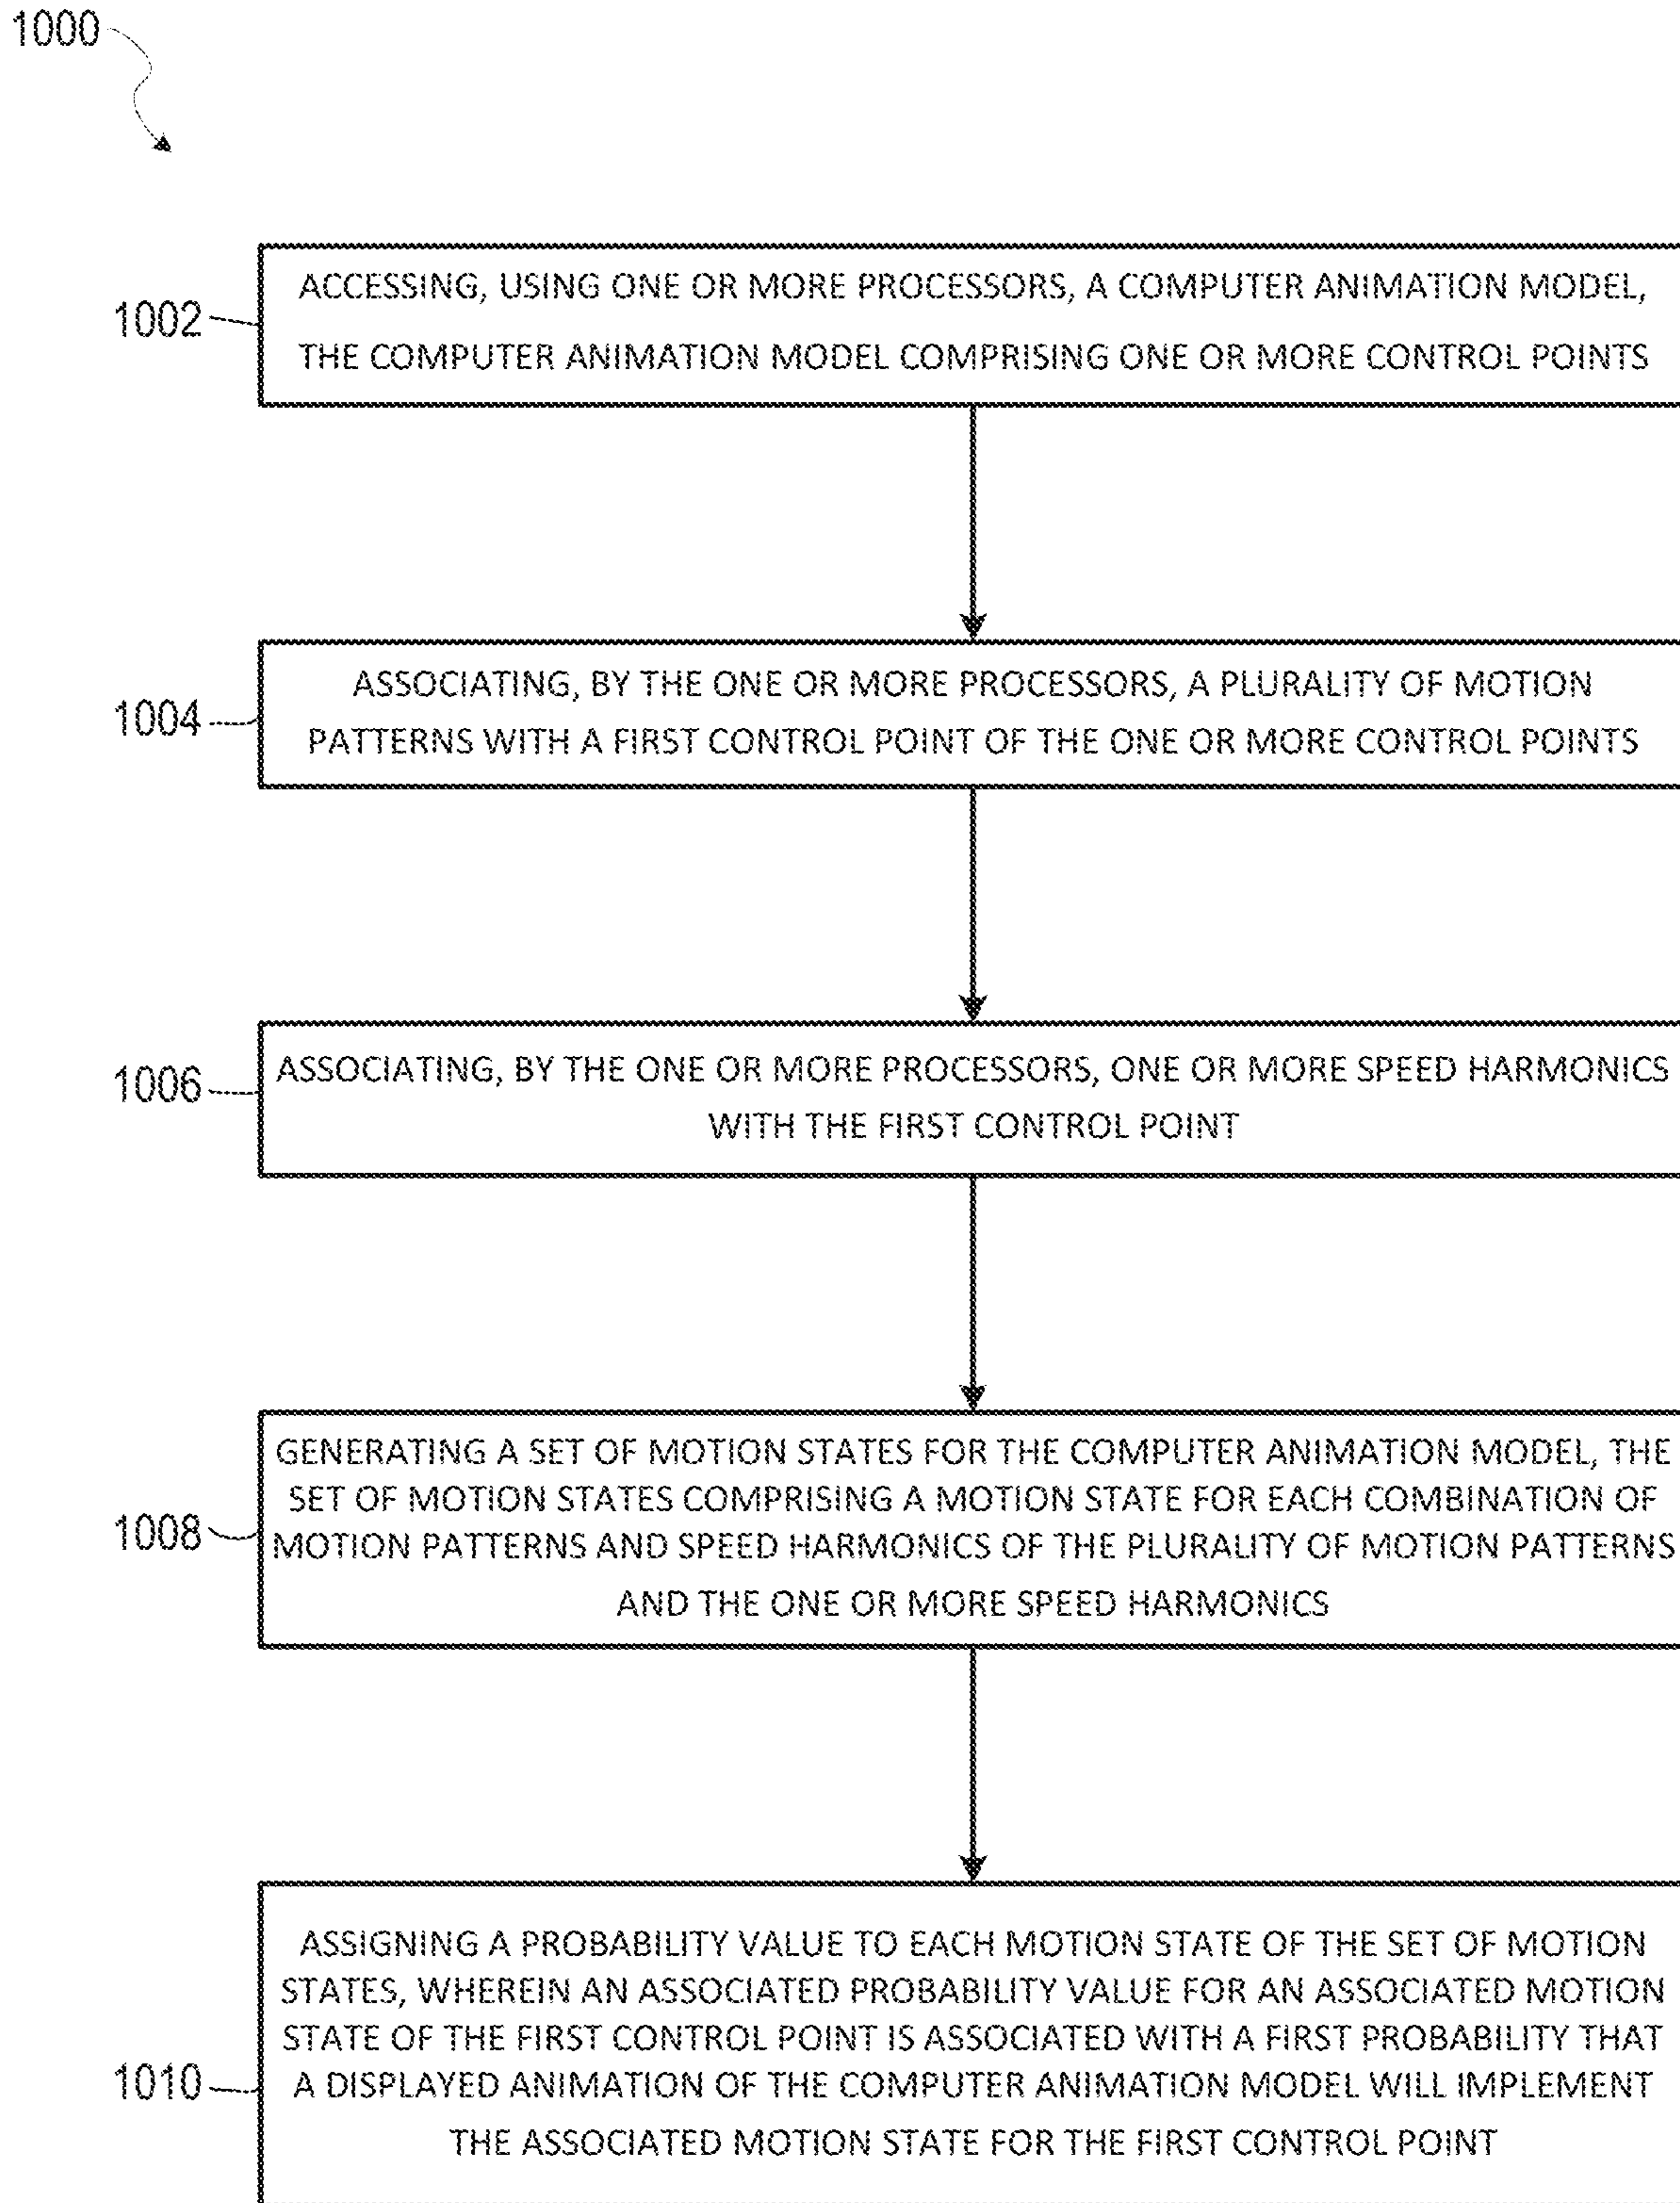 1000
1002
ACCESSING, USING ONE OR MORE PROCESSORS, A COMPUTER ANIMATION MODEL,
THE COMPUTER ANIMATION MODEL COMPRISING ONE OR MORE CONTROL POINTS
1004
ASSOCIATING, BY THE ONE OR MORE PROCESSORS, A PLURALITY OF MOTION
PATTERNS WITH A FIRST CONTROL POINT OF THE ONE OR MORE CONTROL POINTS
1006
ASSOCIATING, BY THE ONE OR MORE PROCESSORS, ONE OR MORE SPEED HARMONICS
WITH THE FIRST CONTROL POINT
1008
GENERATING A SET OF MOTION STATES FOR THE COMPUTER ANIMATION MODEL, THE
SET OF MOTION STATES COMPRISING A MOTION STATE FOR EACH COMBINATION OF
MOTION PATTERNS AND SPEED HARMONICS OF THE PLURALITY OF MOTION PATTERNS
AND THE ONE OR MORE SPEED HARMONICS
1010
ASSIGNING A PROBABILITY VALUE TO EACH MOTION STATE OF THE SET OF MOTION
STATES, WHEREIN AN ASSOCIATED PROBABILITY VALUE FOR AN ASSOCIATED MOTION
STATE OF THE FIRST CONTROL POINT IS ASSOCIATED WITH A FIRST PROBABILITY THAT
A DISPLAYED ANIMATION OF THE COMPUTER ANIMATION MODEL WILL IMPLEMENT
THE ASSOCIATED MOTION STATE FOR THE FIRST CONTROL POINT